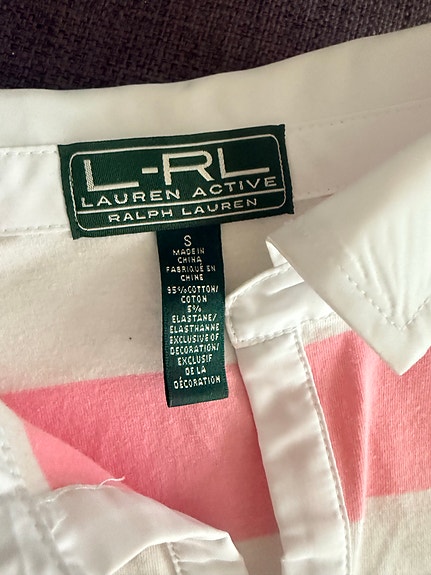 L-RL
LAUREN ACTIVE
RALPH LAUREN
S
MADE IN
CHINA
FABRIQUÉ EN
CHINE
95% COTTON/
COTON
5%
ELASTANE/
ÉLASTHANNE
EXCLUSIVE OF
DECORATION/
EXCLUSIF
DE LA
DÉCORATION